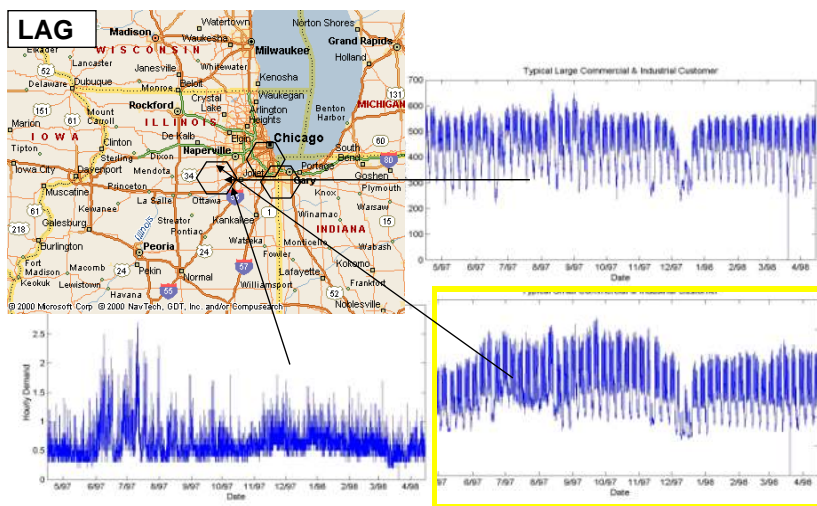 LAG
Madison
Watertown
Waukesha
Norton Shores
Grand Rapids
WISCONSIN
Milwaukee
Holland
Elkader
Lancaster
Janesville
Whitewater
Delaware
Dubuque
Monroe
Beloit
Kenosha
Waukegan
Rockford
Crystal Lake
Arlington Heights
Benton Harbor
MICHIGAN
Marion
Mount Carroll
ILLINOIS
Elgin
IOWA
Clinton
De Kalb
Chicago
Tipton
Sterling
Dixon
Naperville
South Bend
Iowa City
Davenport
Mendota
Joliet
Portage
Goshen
Muscatine
Princeton
Gary
Plymouth
Kewanee
La Salle
Ottawa
Knox
Warsaw
Galesburg
Illinois
Streator
Kankakee
Winamac
Pontiac
INDIANA
Burlington
Peoria
Watseka
Monticello
Wabash
Fort Madison
Macomb
Pekin
Normal
Fowler
Kokomo
Keokuk
Lewistown
Lafayette
Frankfort
Havana
Williamsport
Noblesville
© 2000 Microsoft Corp © 2000 NavTech, GDT, Inc. and/or Compusearch
Typical Large Commercial & Industrial Customer
700
600
500
400
300
200
100
0
5/97 6/97 7/97 8/97 9/97 10/97 11/97 12/97 1/98 2/98 3/98 4/98
Date
Hourly Demand
2.5
2
1.5
1
0.5
0
5/97 6/97 7/97 8/97 9/97 10/97 11/97 12/97 1/98 2/98 3/98 4/98
Date
/97 6/97 7/97 8/97 9/97 10/97 11/97 12/97 1/98 2/98 3/98 4/98
Date